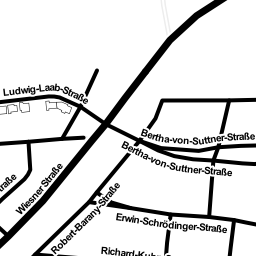 Ludwig-Laab-Straße
Bertha-von-Suttner-Straße
Bertha-von-Suttner-Straße
Wiesner Straße
Robert-Barany-Straße
Erwin-Schrödinger-Straße